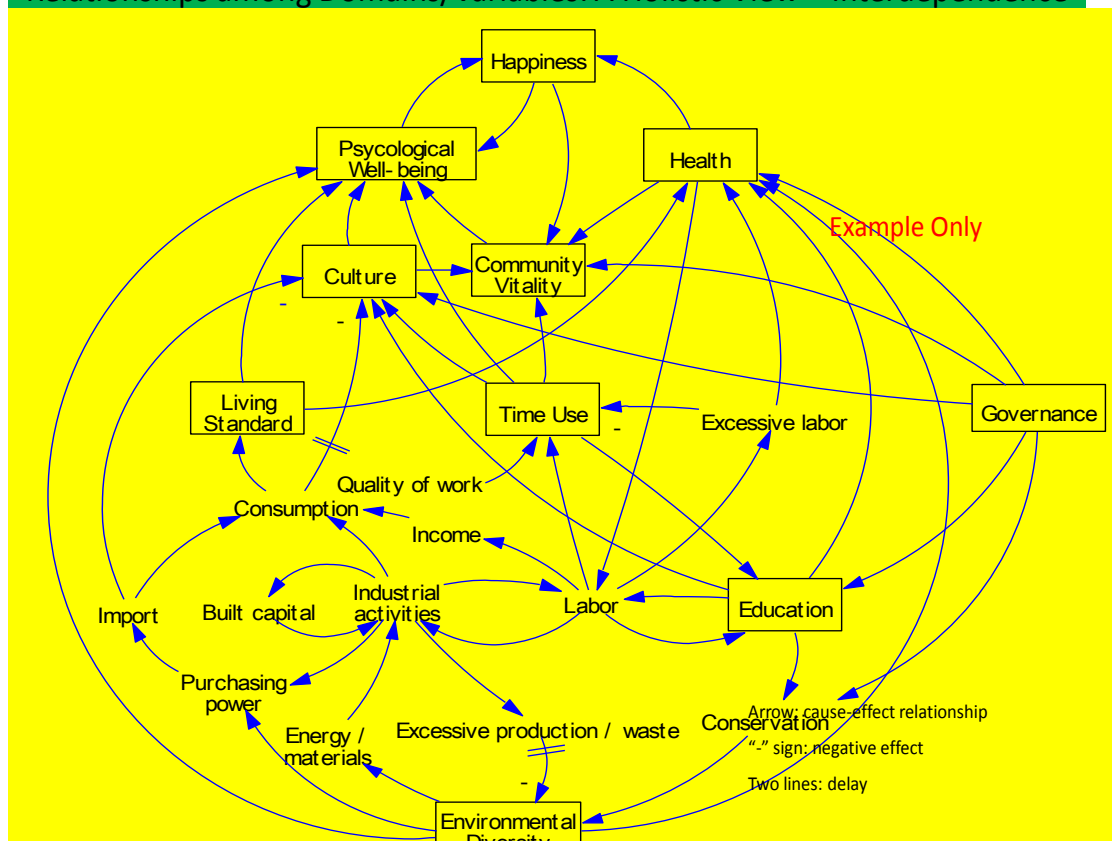 Relationships among Domains/Variables: A Holistic View – Interdependence
Happiness
Psycological
Well-being
Health
Example Only
Culture
Community
Vitality
-
-
Living
Standard
Time Use
-
Excessive labor
Governance
Quality of work
Consumption
Income
Import
Built capital
Industrial
activities
Labor
Education
Purchasing
power
Energy /
materials
Excessive production / waste
Conservation
Arrow: cause-effect relationship
“-” sign: negative effect
Two lines: delay
-
Environmental
Diversity